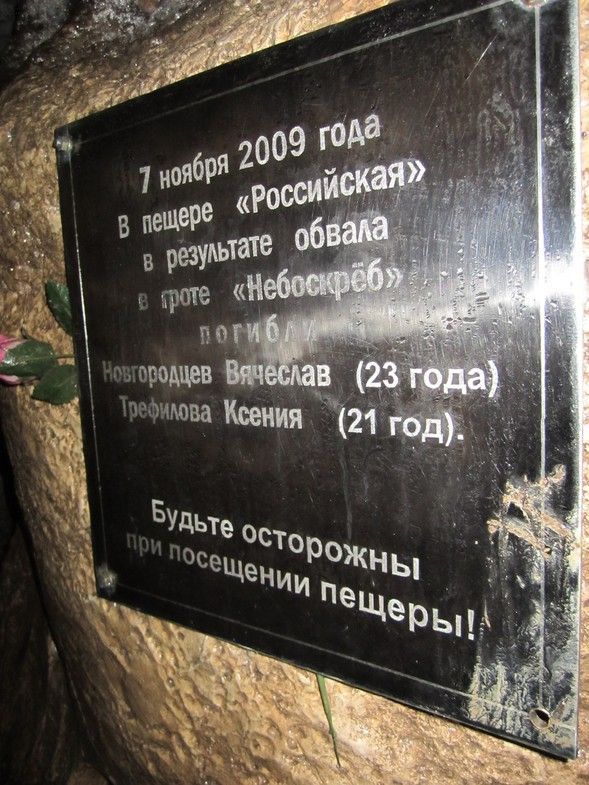 7 ноября 2009 года
В пещере «Российская»
в результате обвала
в гроте «Небоскрёб»
погибли
Новгородцев Вячеслав (23 года)
Трефилова Ксения (21 год).
Будьте осторожны
при посещении пещеры!